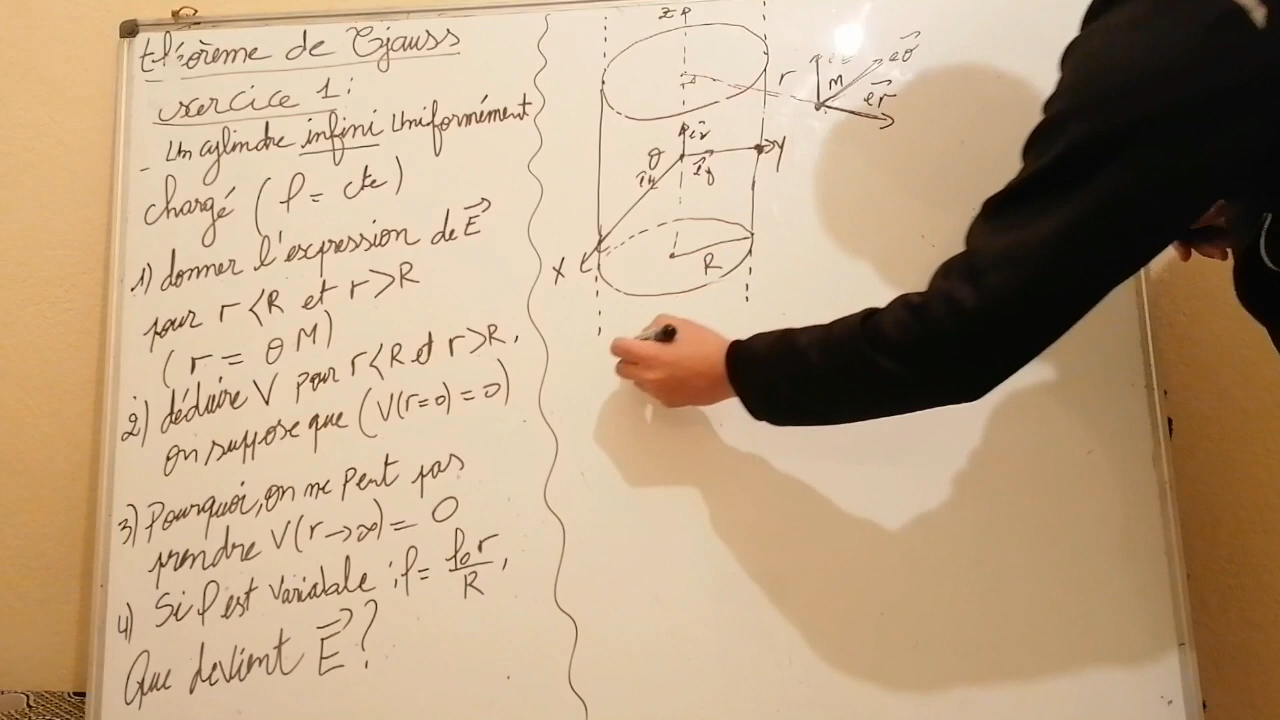 théorème de Gjauss
exercice 1:
- Un cylindre infini Uniformément
chargé (ρ = cte)
1) donner l'expression de E⃗
pour r < R et r > R
(r = OM)
2) déduire V pour r < R et r > R,
on suppose que (V(r=0) = 0)
3) Pourquoi, on ne peut pas
prendre V(r→∞) = 0
4) Si ρ est variable : ρ = ρ₀r/R,
Que devient E⃗?
Z
r
M
e⃗θ
e⃗r
e⃗z
O
y
X
R